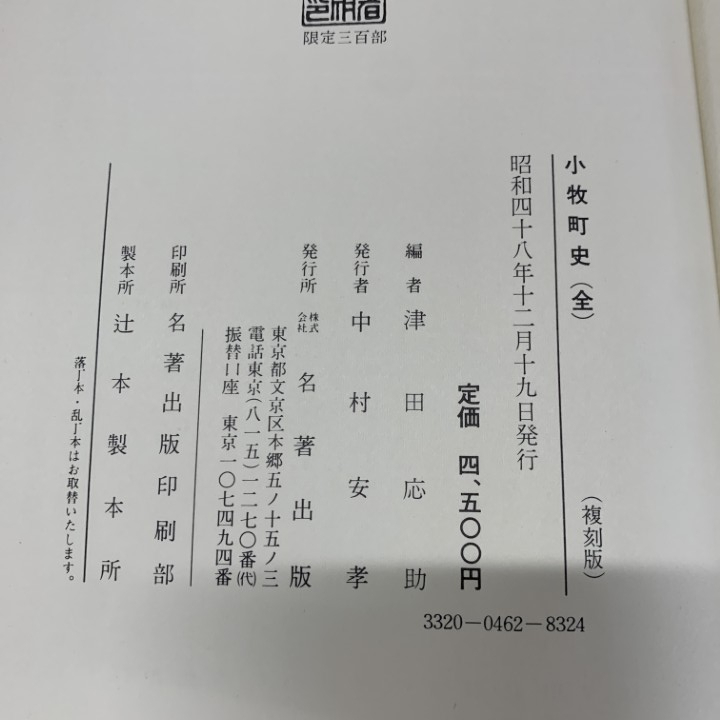 限定三百部
小牧町史（全）
（複刻版）
昭和四十八年十二月十九日発行
定価 四、五〇〇円
編者 津田応助
発行者 中村安孝
発行所 株式会社 名著出版
東京都文京区本郷五ノ十五ノ三
電話東京(八一五)一二七〇番(代)
振替口座 東京一〇七四九四番
印刷所 名著出版印刷部
製本所 辻本製本所
落丁本・乱丁本はお取替いたします。
3320-0462-8324